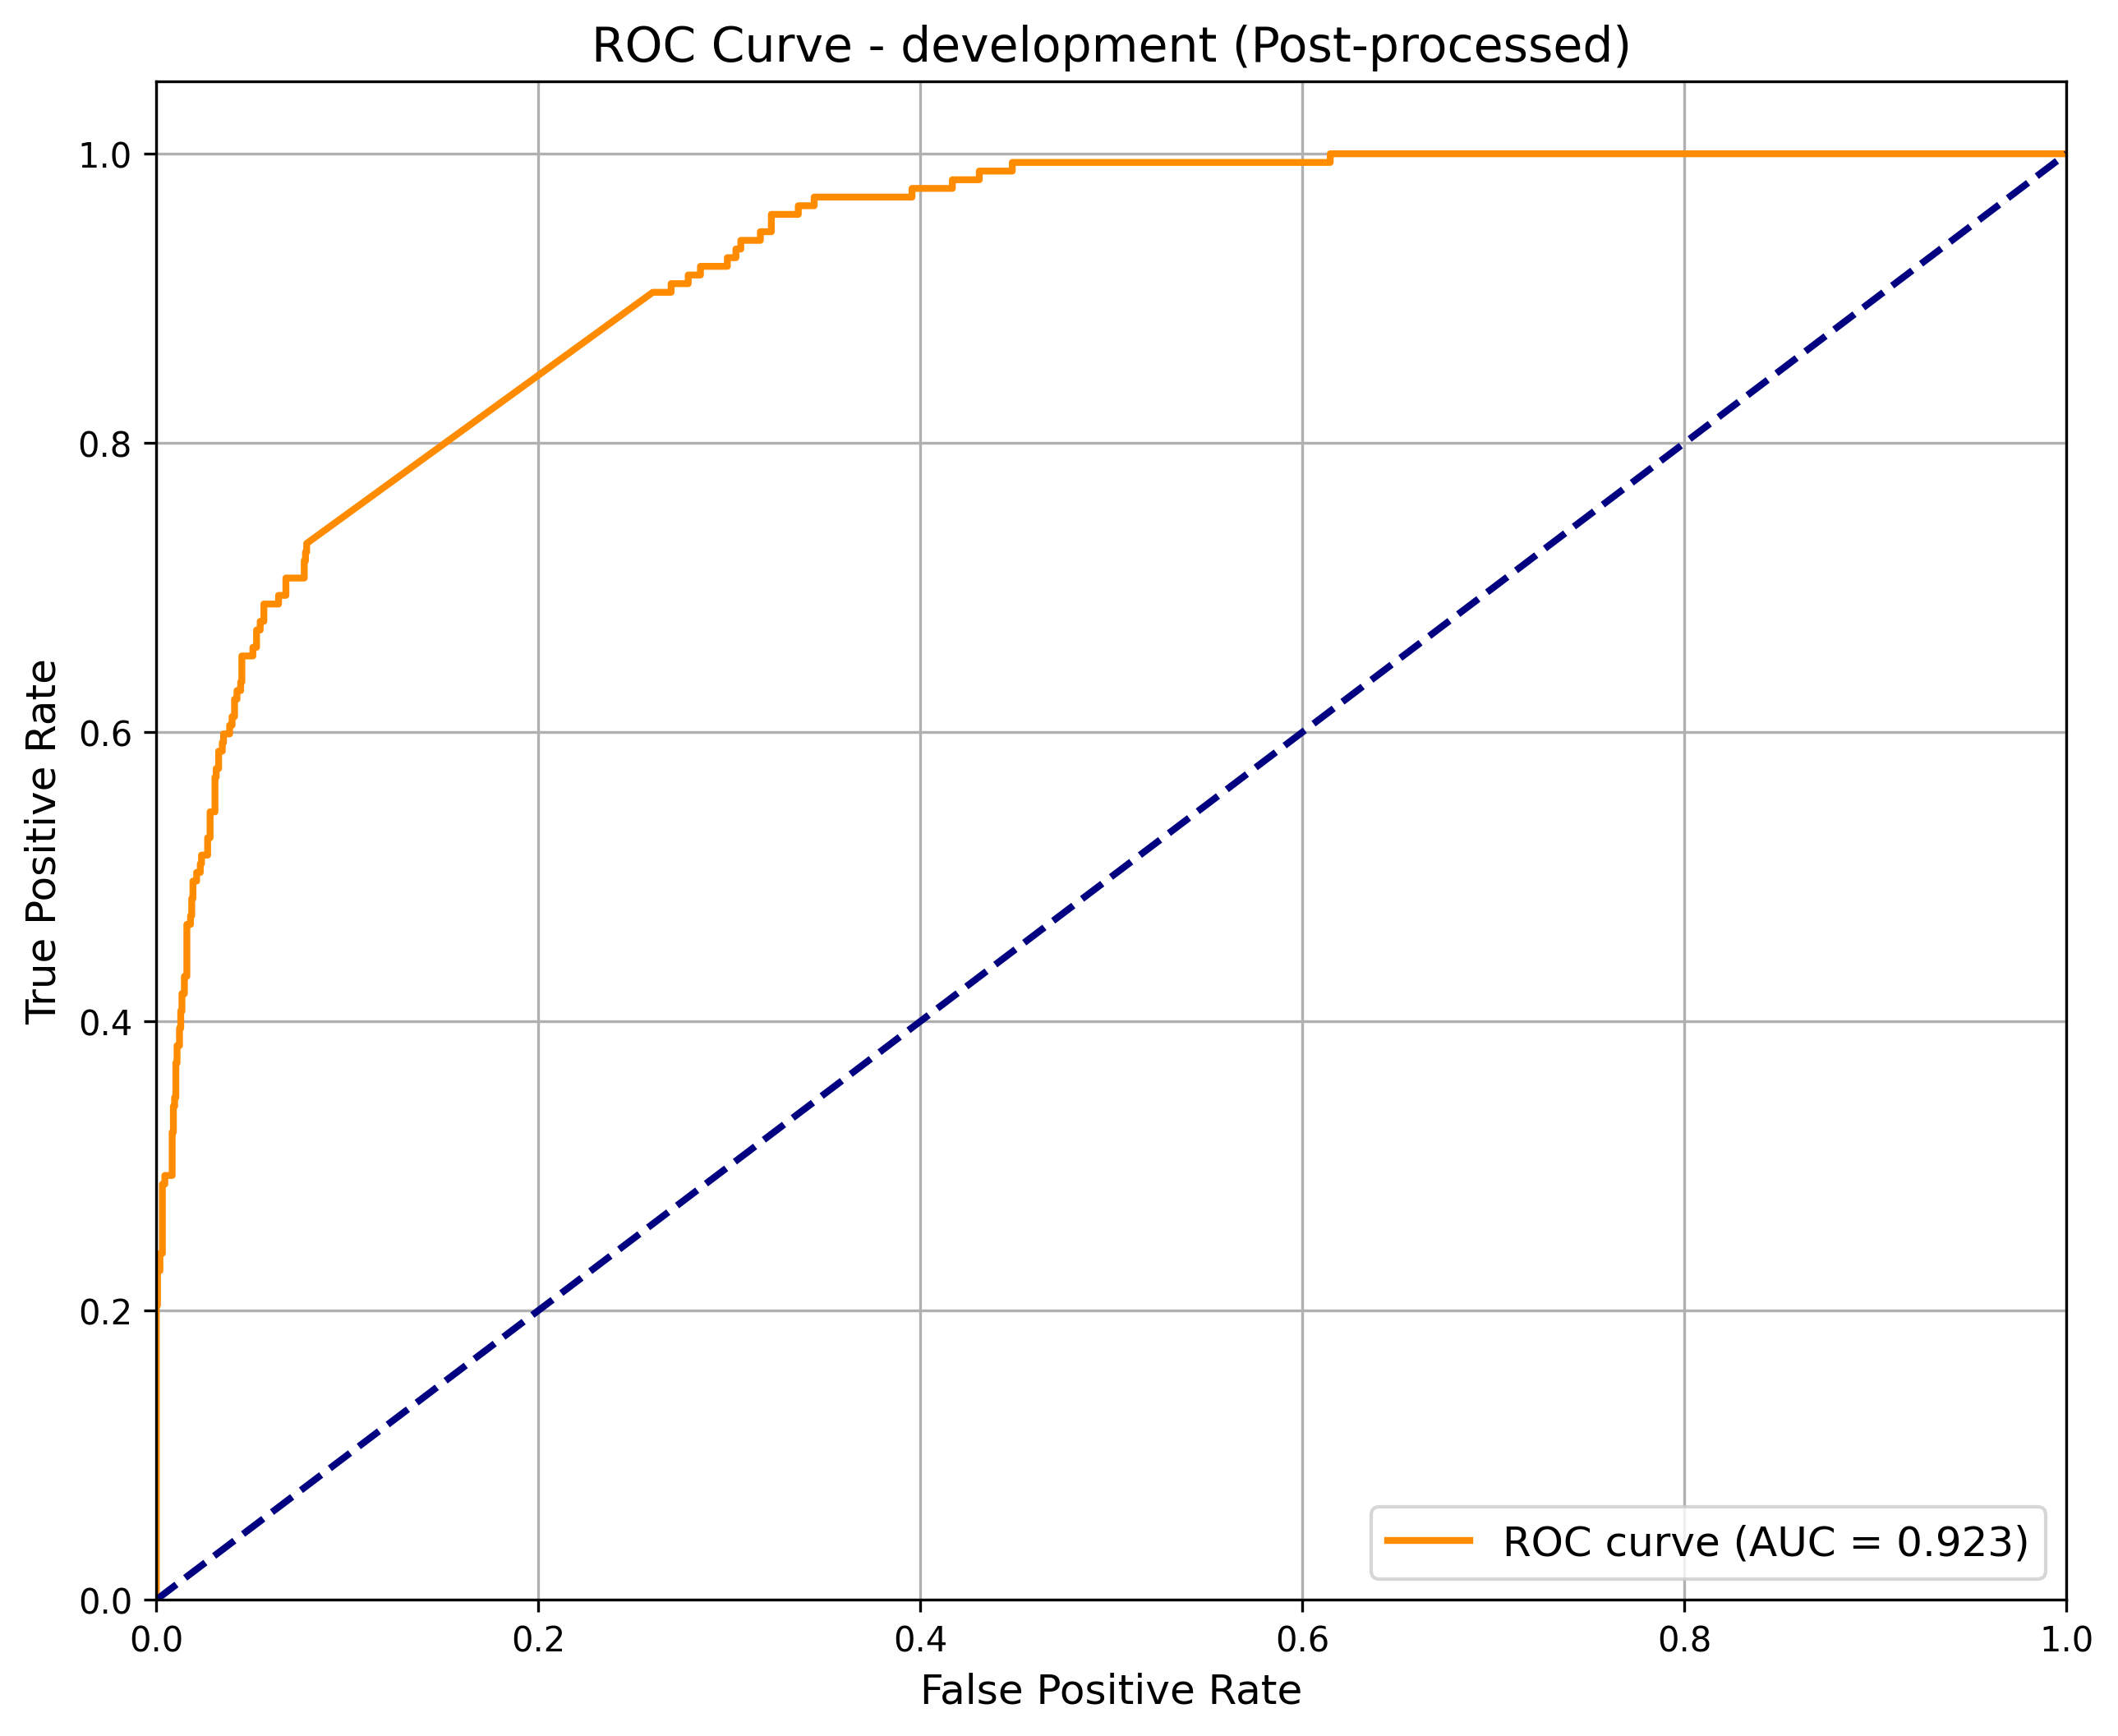 ROC Curve - development (Post-processed)
True Positive Rate
1.0
0.8
0.6
0.4
0.2
0.0
ROC curve (AUC = 0.923)
0.0 0.2 0.4 0.6 0.8 1.0
False Positive Rate